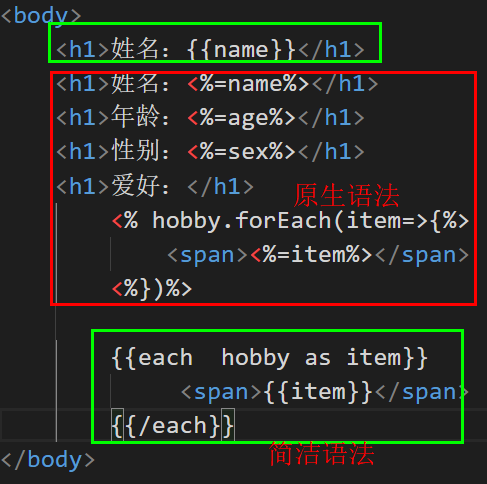 <body>
<h1>姓名：{{name}}</h1>
<h1>姓名：<%=name%></h1>
<h1>年龄：<%=age%></h1>
<h1>性别：<%=sex%></h1>
<h1>爱好：</h1>
原生语法
<% hobby.forEach(item=>{%>
<span><%=item%></span>
<%})%>
{{each  hobby as item}}
<span>{{item}}</span>
{{/each}}
简洁语法
</body>